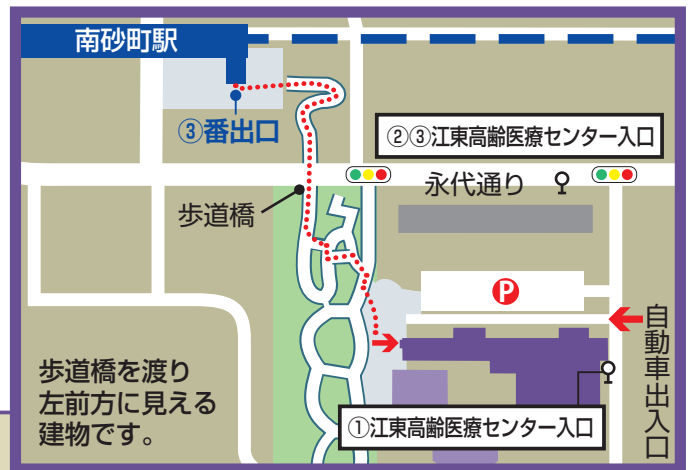 南砂町駅
③番出口
②③江東高齢医療センター入口
永代通り
歩道橋
P
自動車出入口
歩道橋を渡り
左前方に見える
建物です。
①江東高齢医療センター入口